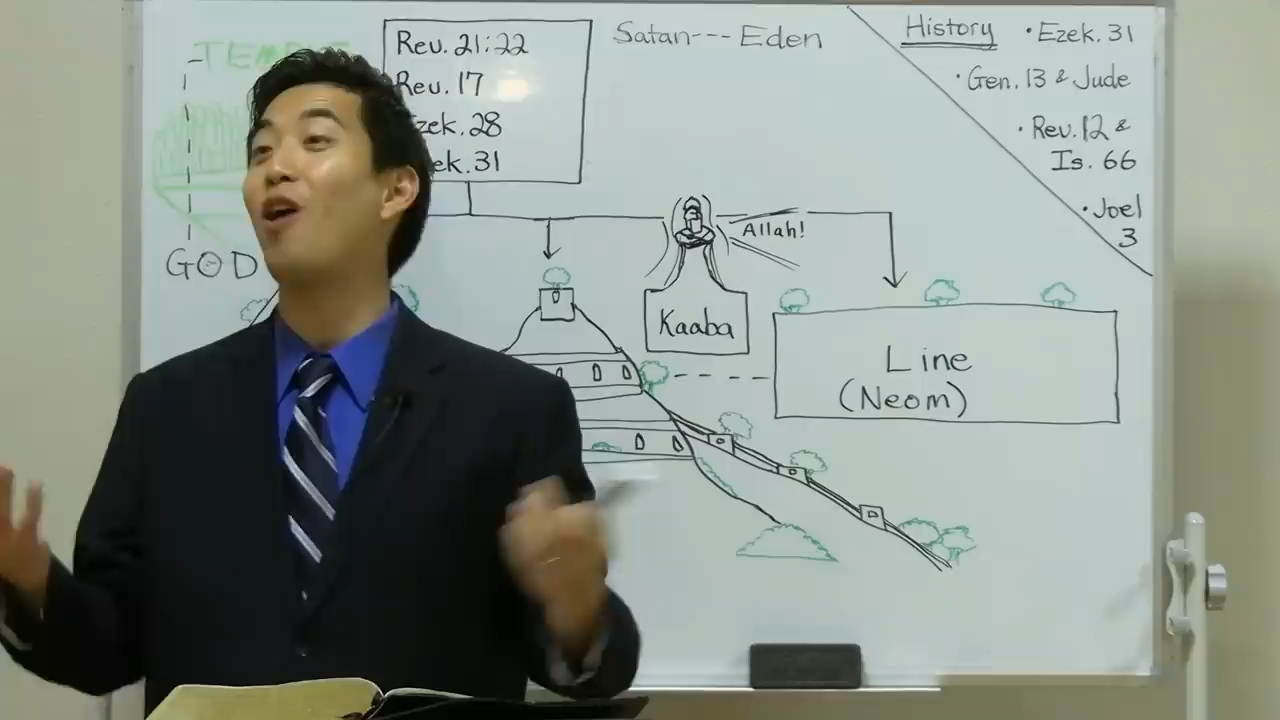 Rev. 21:22
Rev. 17
zek. 28
ek. 31
Satan--- Eden
History
• Ezek. 31
• Gen. 13 & Jude
• Rev. 12 &
Is. 66
• Joel
3
GOD
Allah!
Kaaba
Line
(Neom)